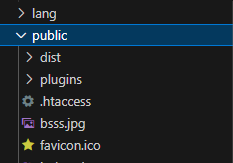 lang
public
dist
plugins
.htaccess
bsss.jpg
favicon.ico